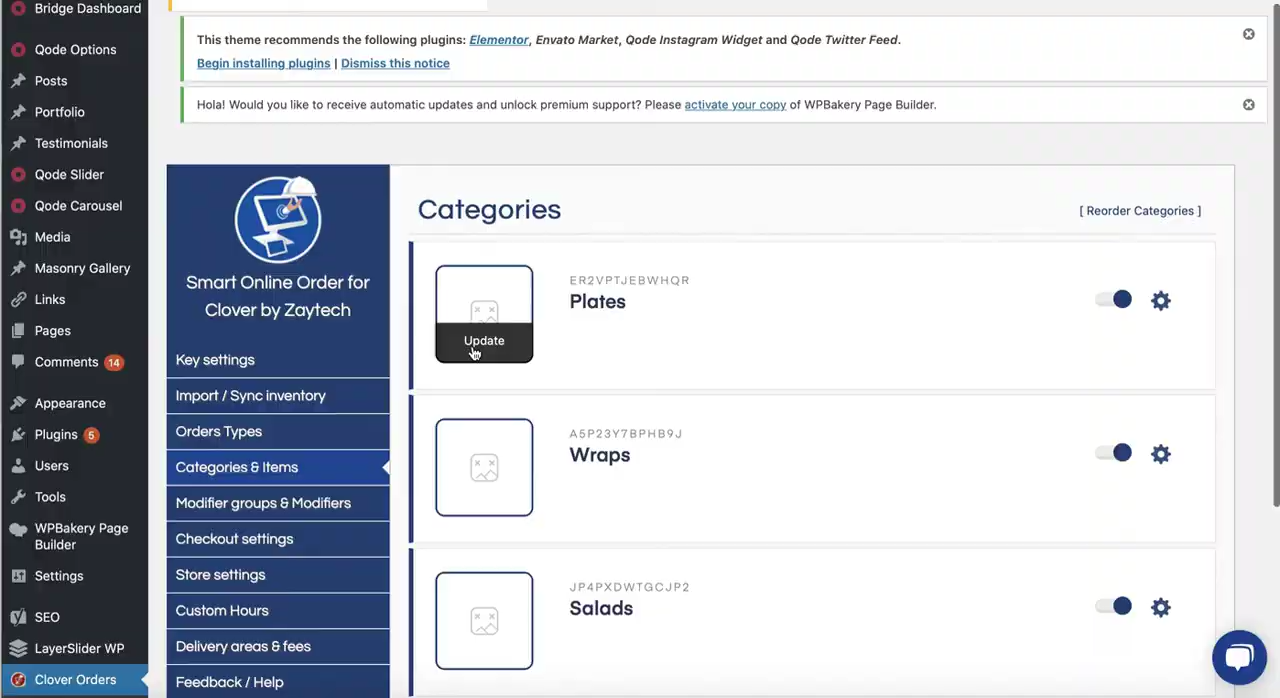 Bridge Dashboard
Qode Options
Posts
Portfolio
Testimonials
Qode Slider
Qode Carousel
Media
Masonry Gallery
Links
Pages
Comments 14
Appearance
Plugins 5
Users
Tools
WPBakery Page
Builder
Settings
SEO
LayerSlider WP
Clover Orders
This theme recommends the following plugins: Elementor, Envato Market, Qode Instagram Widget and Qode Twitter Feed.
Begin installing plugins | Dismiss this notice
Hola! Would you like to receive automatic updates and unlock premium support? Please activate your copy of WPBakery Page Builder.
Smart Online Order for
Clover by Zaytech
Key settings
Import / Sync inventory
Orders Types
Categories & Items
Modifier groups & Modifiers
Checkout settings
Store settings
Custom Hours
Delivery areas & fees
Feedback / Help
Categories
[ Reorder Categories ]
Update
ER2VPTJEBWHQR
Plates
A5P23Y7BPHB9J
Wraps
JP4PXDWTGCJP2
Salads